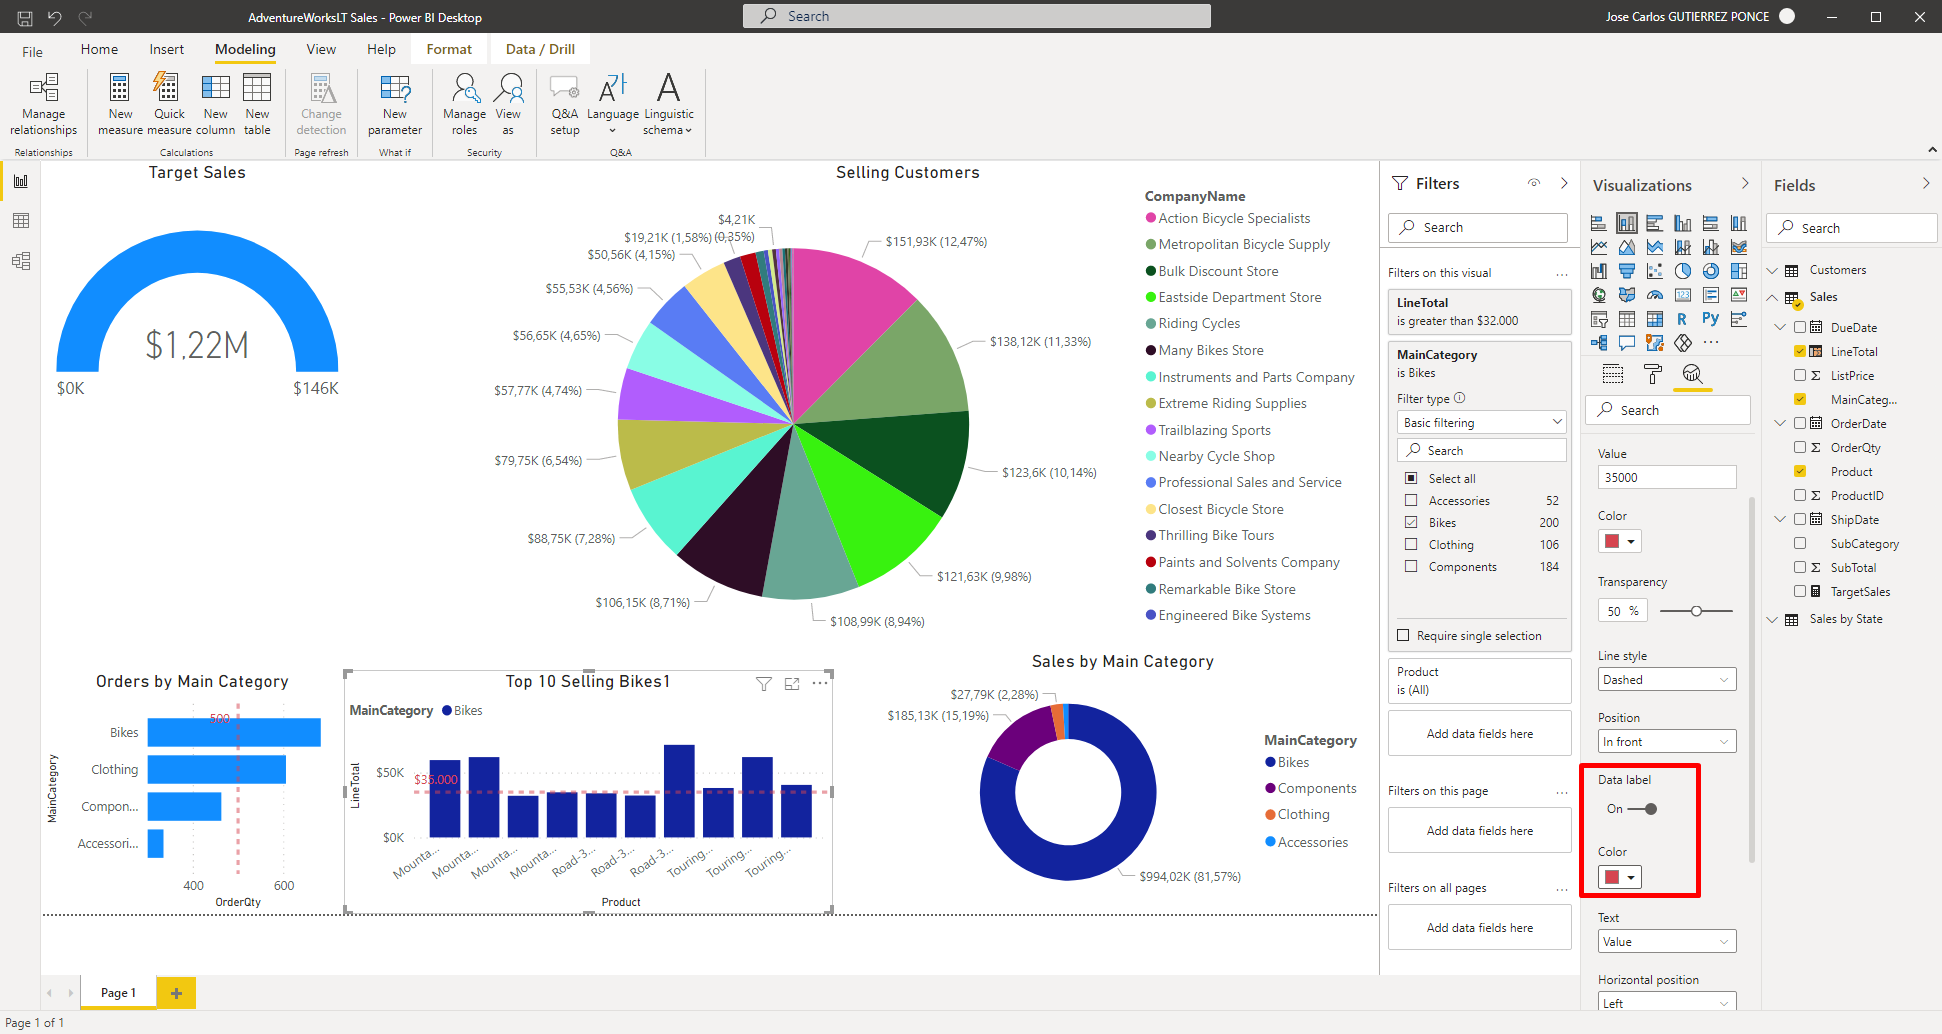 AdventureWorksLT Sales - Power BI Desktop
Search
Jose Carlos GUTIERREZ PONCE
File
Home
Insert
Modeling
View
Help
Format
Data / Drill
Manage relationships
New measure
Quick measure
New column
New table
Change detection
New parameter
Manage roles
View as
Q&A setup
Language
Linguistic schema
Relationships
Calculations
Page refresh
What if
Security
Q&A
Target Sales
$1,22M
$0K
$146K
Selling Customers
$4,21K
(0,35%)
$19,21K (1,58%)
$50,56K (4,15%)
$55,53K (4,56%)
$56,65K (4,65%)
$57,77K (4,74%)
$79,75K (6,54%)
$88,75K (7,28%)
$106,15K (8,71%)
$151,93K (12,47%)
$138,12K (11,33%)
$123,6K (10,14%)
$121,63K (9,98%)
$108,99K (8,94%)
CompanyName
Action Bicycle Specialists
Metropolitan Bicycle Supply
Bulk Discount Store
Eastside Department Store
Riding Cycles
Many Bikes Store
Instruments and Parts Company
Extreme Riding Supplies
Trailblazing Sports
Nearby Cycle Shop
Professional Sales and Service
Closest Bicycle Store
Thrilling Bike Tours
Paints and Solvents Company
Remarkable Bike Store
Engineered Bike Systems
Orders by Main Category
MainCategory
500
Bikes
Clothing
Compon...
Accessori...
400
600
OrderQty
Top 10 Selling Bikes1
MainCategory
Bikes
LineTotal
$50K
$35.000
$0K
Mounta...
Mounta...
Mounta...
Mounta...
Road-3...
Road-3...
Road-3...
Touring...
Touring...
Touring...
Product
Sales by Main Category
$27,79K (2,28%)
$185,13K (15,19%)
$994,02K (81,57%)
MainCategory
Bikes
Components
Clothing
Accessories
Filters
Search
Filters on this visual
...
LineTotal
is greater than $32.000
MainCategory
is Bikes
Filter type
Basic filtering
Search
Select all
Accessories 52
Bikes 200
Clothing 106
Components 184
Require single selection
Product
is (All)
Add data fields here
Filters on this page
...
Add data fields here
Filters on all pages
...
Add data fields here
Visualizations
R
Py
...
Search
Value
35000
Color
Transparency
50 %
Line style
Dashed
Position
In front
Data label
On
Color
Text
Value
Horizontal position
Left
Fields
Search
Customers
Sales
DueDate
LineTotal
ListPrice
MainCateg...
OrderDate
OrderQty
Product
ProductID
ShipDate
SubCategory
SubTotal
TargetSales
Sales by State
Page 1
Page 1 of 1